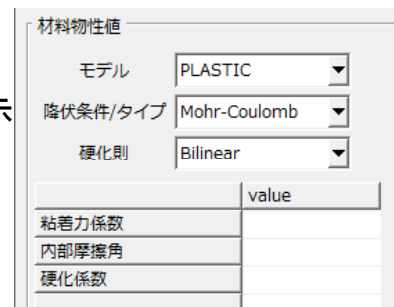 材料物性値
モデル PLASTIC
示 降伏条件/タイプ Mohr-Coulomb
硬化則 Bilinear
value
粘着力係数
内部摩擦角
硬化係数